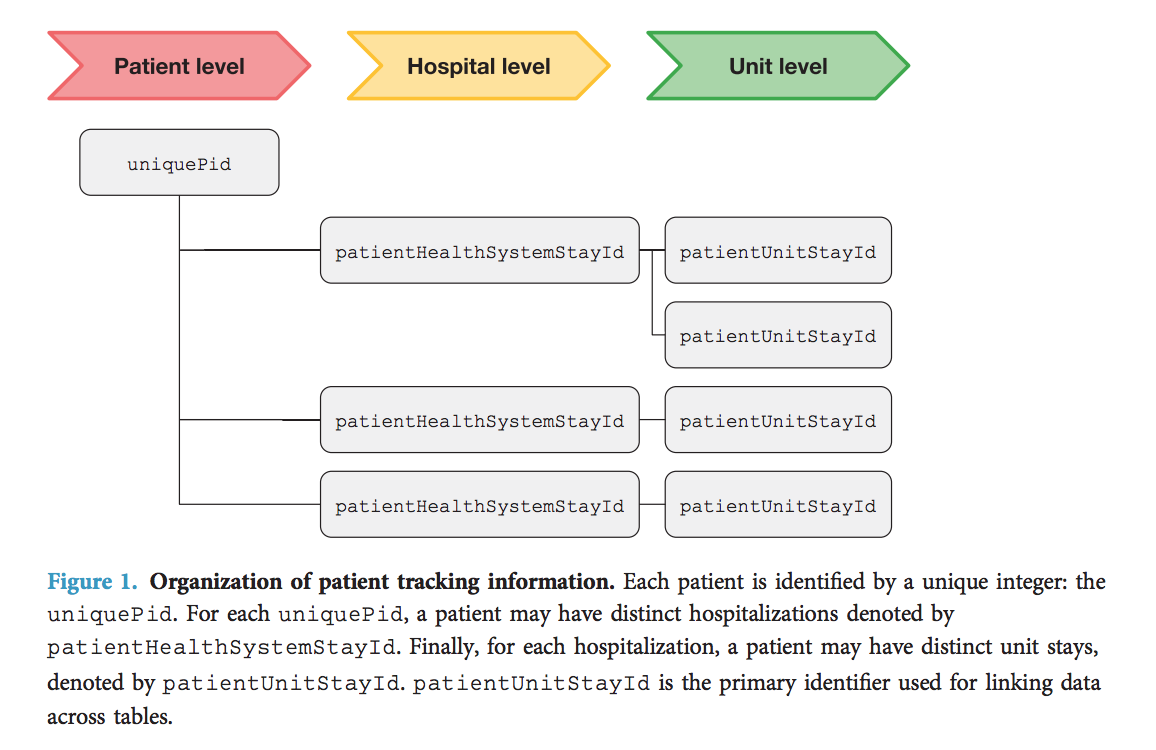 Patient level
Hospital level
Unit level
uniquePid
patientHealthSystemStayId
patientUnitStayId
patientUnitStayId
patientHealthSystemStayId
patientUnitStayId
patientHealthSystemStayId
patientUnitStayId
Figure 1. Organization of patient tracking information. Each patient is identified by a unique integer: the
uniquePid. For each uniquePid, a patient may have distinct hospitalizations denoted by
patientHealthSystemStayId. Finally, for each hospitalization, a patient may have distinct unit stays,
denoted by patientUnitStayId. patientUnitStayId is the primary identifier used for linking data
across tables.